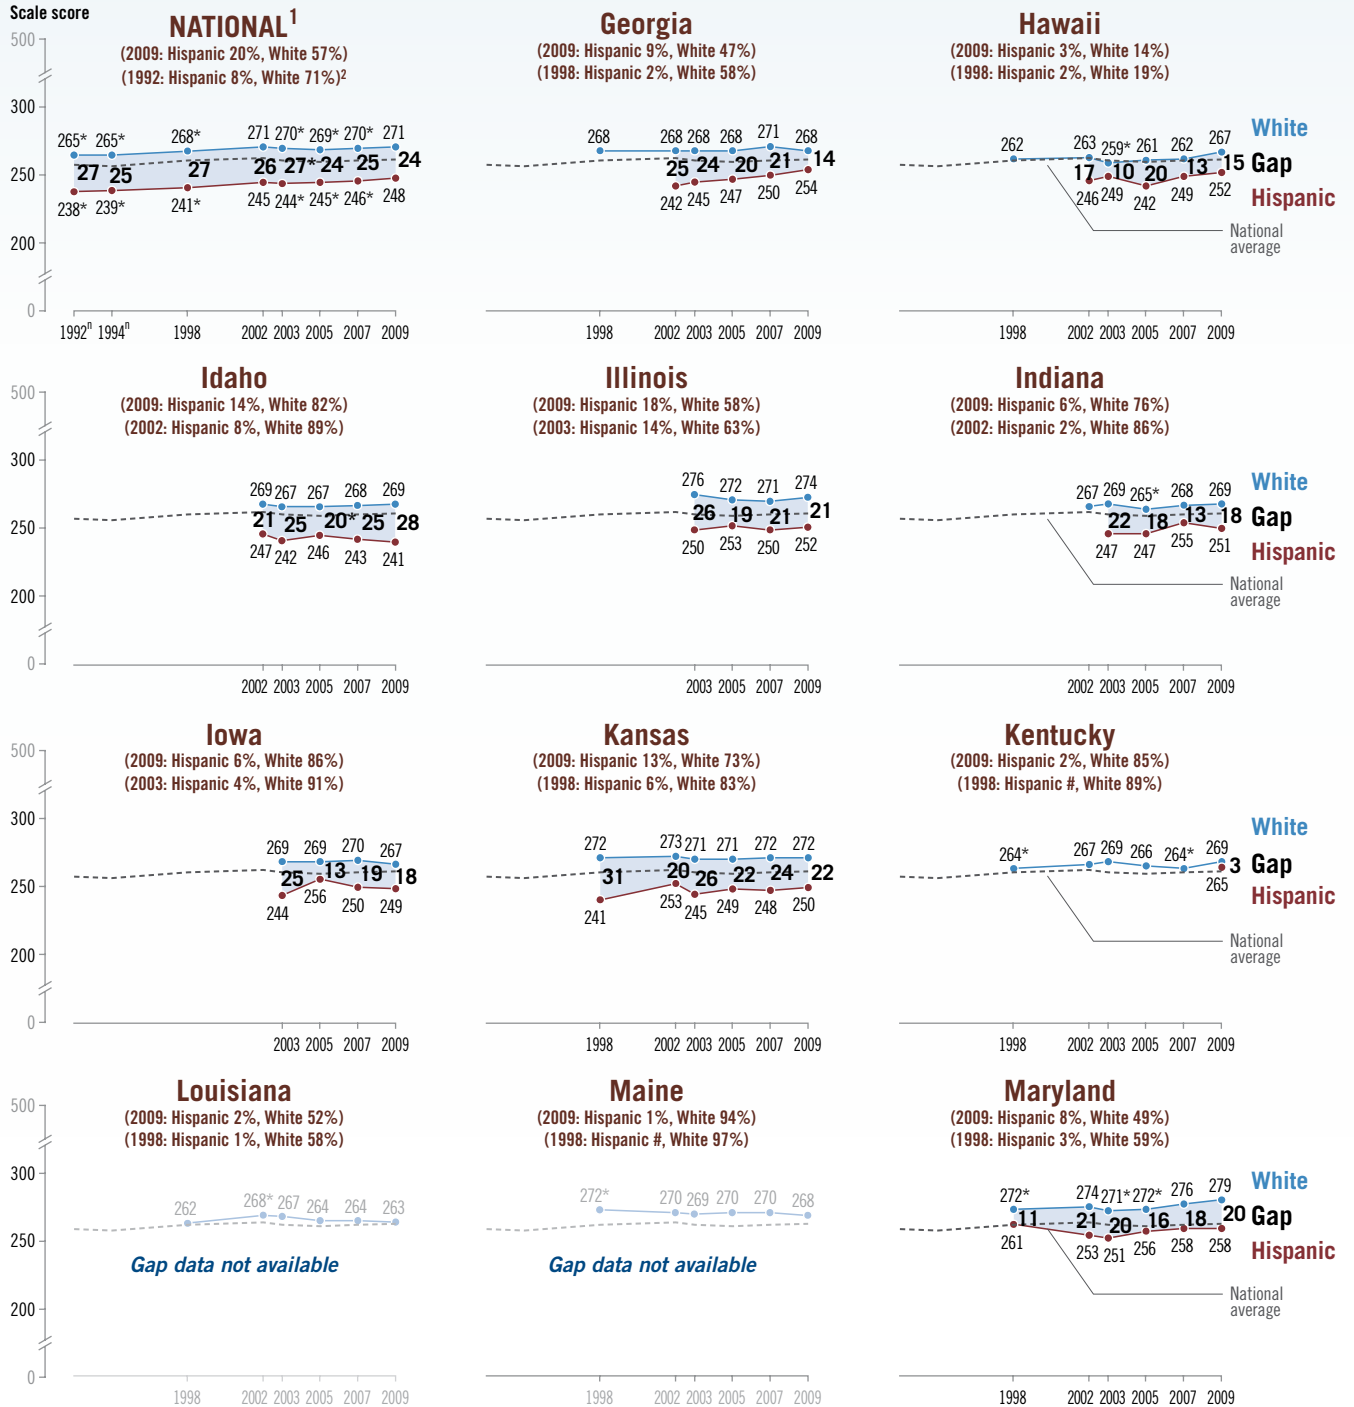 Scale score
NATIONAL1
(2009: Hispanic 20%, White 57%)
(1992: Hispanic 8%, White 71%)2
500
300
250
200
0
265* 265* 268* 271 270* 269* 270* 271
27 25 27 26 27* 24 25 24
238* 239* 241* 245 244* 245* 246* 248
1992n 1994n 1998 2002 2003 2005 2007 2009
Georgia
(2009: Hispanic 9%, White 47%)
(1998: Hispanic 2%, White 58%)
268 268 268 268 271 268
25 24 20 21 14
242 245 247 250 254
1998 2002 2003 2005 2007 2009
Hawaii
(2009: Hispanic 3%, White 14%)
(1998: Hispanic 2%, White 19%)
262 263 259* 261 262 267
17 10 20 13 15
246 249 242 249 252
White
Gap
Hispanic
National
average
1998 2002 2003 2005 2007 2009
Idaho
(2009: Hispanic 14%, White 82%)
(2002: Hispanic 8%, White 89%)
500
300
250
200
0
269 267 267 268 269
21 25 20* 25 28
247 242 246 243 241
2002 2003 2005 2007 2009
Illinois
(2009: Hispanic 18%, White 58%)
(2003: Hispanic 14%, White 63%)
276 272 271 274
26 19 21 21
250 253 250 252
2003 2005 2007 2009
Indiana
(2009: Hispanic 6%, White 76%)
(2002: Hispanic 2%, White 86%)
267 269 265* 268 269
22 18 13 18
247 247 255 251
White
Gap
Hispanic
National
average
2002 2003 2005 2007 2009
Iowa
(2009: Hispanic 6%, White 86%)
(2003: Hispanic 4%, White 91%)
500
300
250
200
0
269 269 270 267
25 13 19 18
244 256 250 249
2003 2005 2007 2009
Kansas
(2009: Hispanic 13%, White 73%)
(1998: Hispanic 6%, White 83%)
272 273 271 271 272 272
31 20 26 22 24 22
241 253 245 249 248 250
1998 2002 2003 2005 2007 2009
Kentucky
(2009: Hispanic 2%, White 85%)
(1998: Hispanic #, White 89%)
264* 267 269 266 264* 269
3
265
White
Gap
Hispanic
National
average
1998 2002 2003 2005 2007 2009
Louisiana
(2009: Hispanic 2%, White 52%)
(1998: Hispanic 1%, White 58%)
500
300
250
200
0
262 268* 267 264 264 263
Gap data not available
1998 2002 2003 2005 2007 2009
Maine
(2009: Hispanic 1%, White 94%)
(1998: Hispanic #, White 97%)
272* 270 269 270 270 268
Gap data not available
1998 2002 2003 2005 2007 2009
Maryland
(2009: Hispanic 8%, White 49%)
(1998: Hispanic 3%, White 59%)
272* 274 271* 272* 276 279
11 21 20 16 18 20
261 253 251 256 258 258
White
Gap
Hispanic
National
average
1998 2002 2003 2005 2007 2009